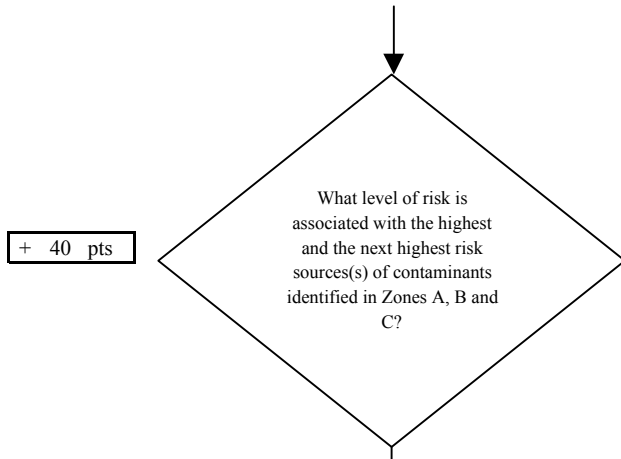 What level of risk is
associated with the highest
and the next highest risk
sources(s) of contaminants
identified in Zones A, B and
C?
+ 40 pts